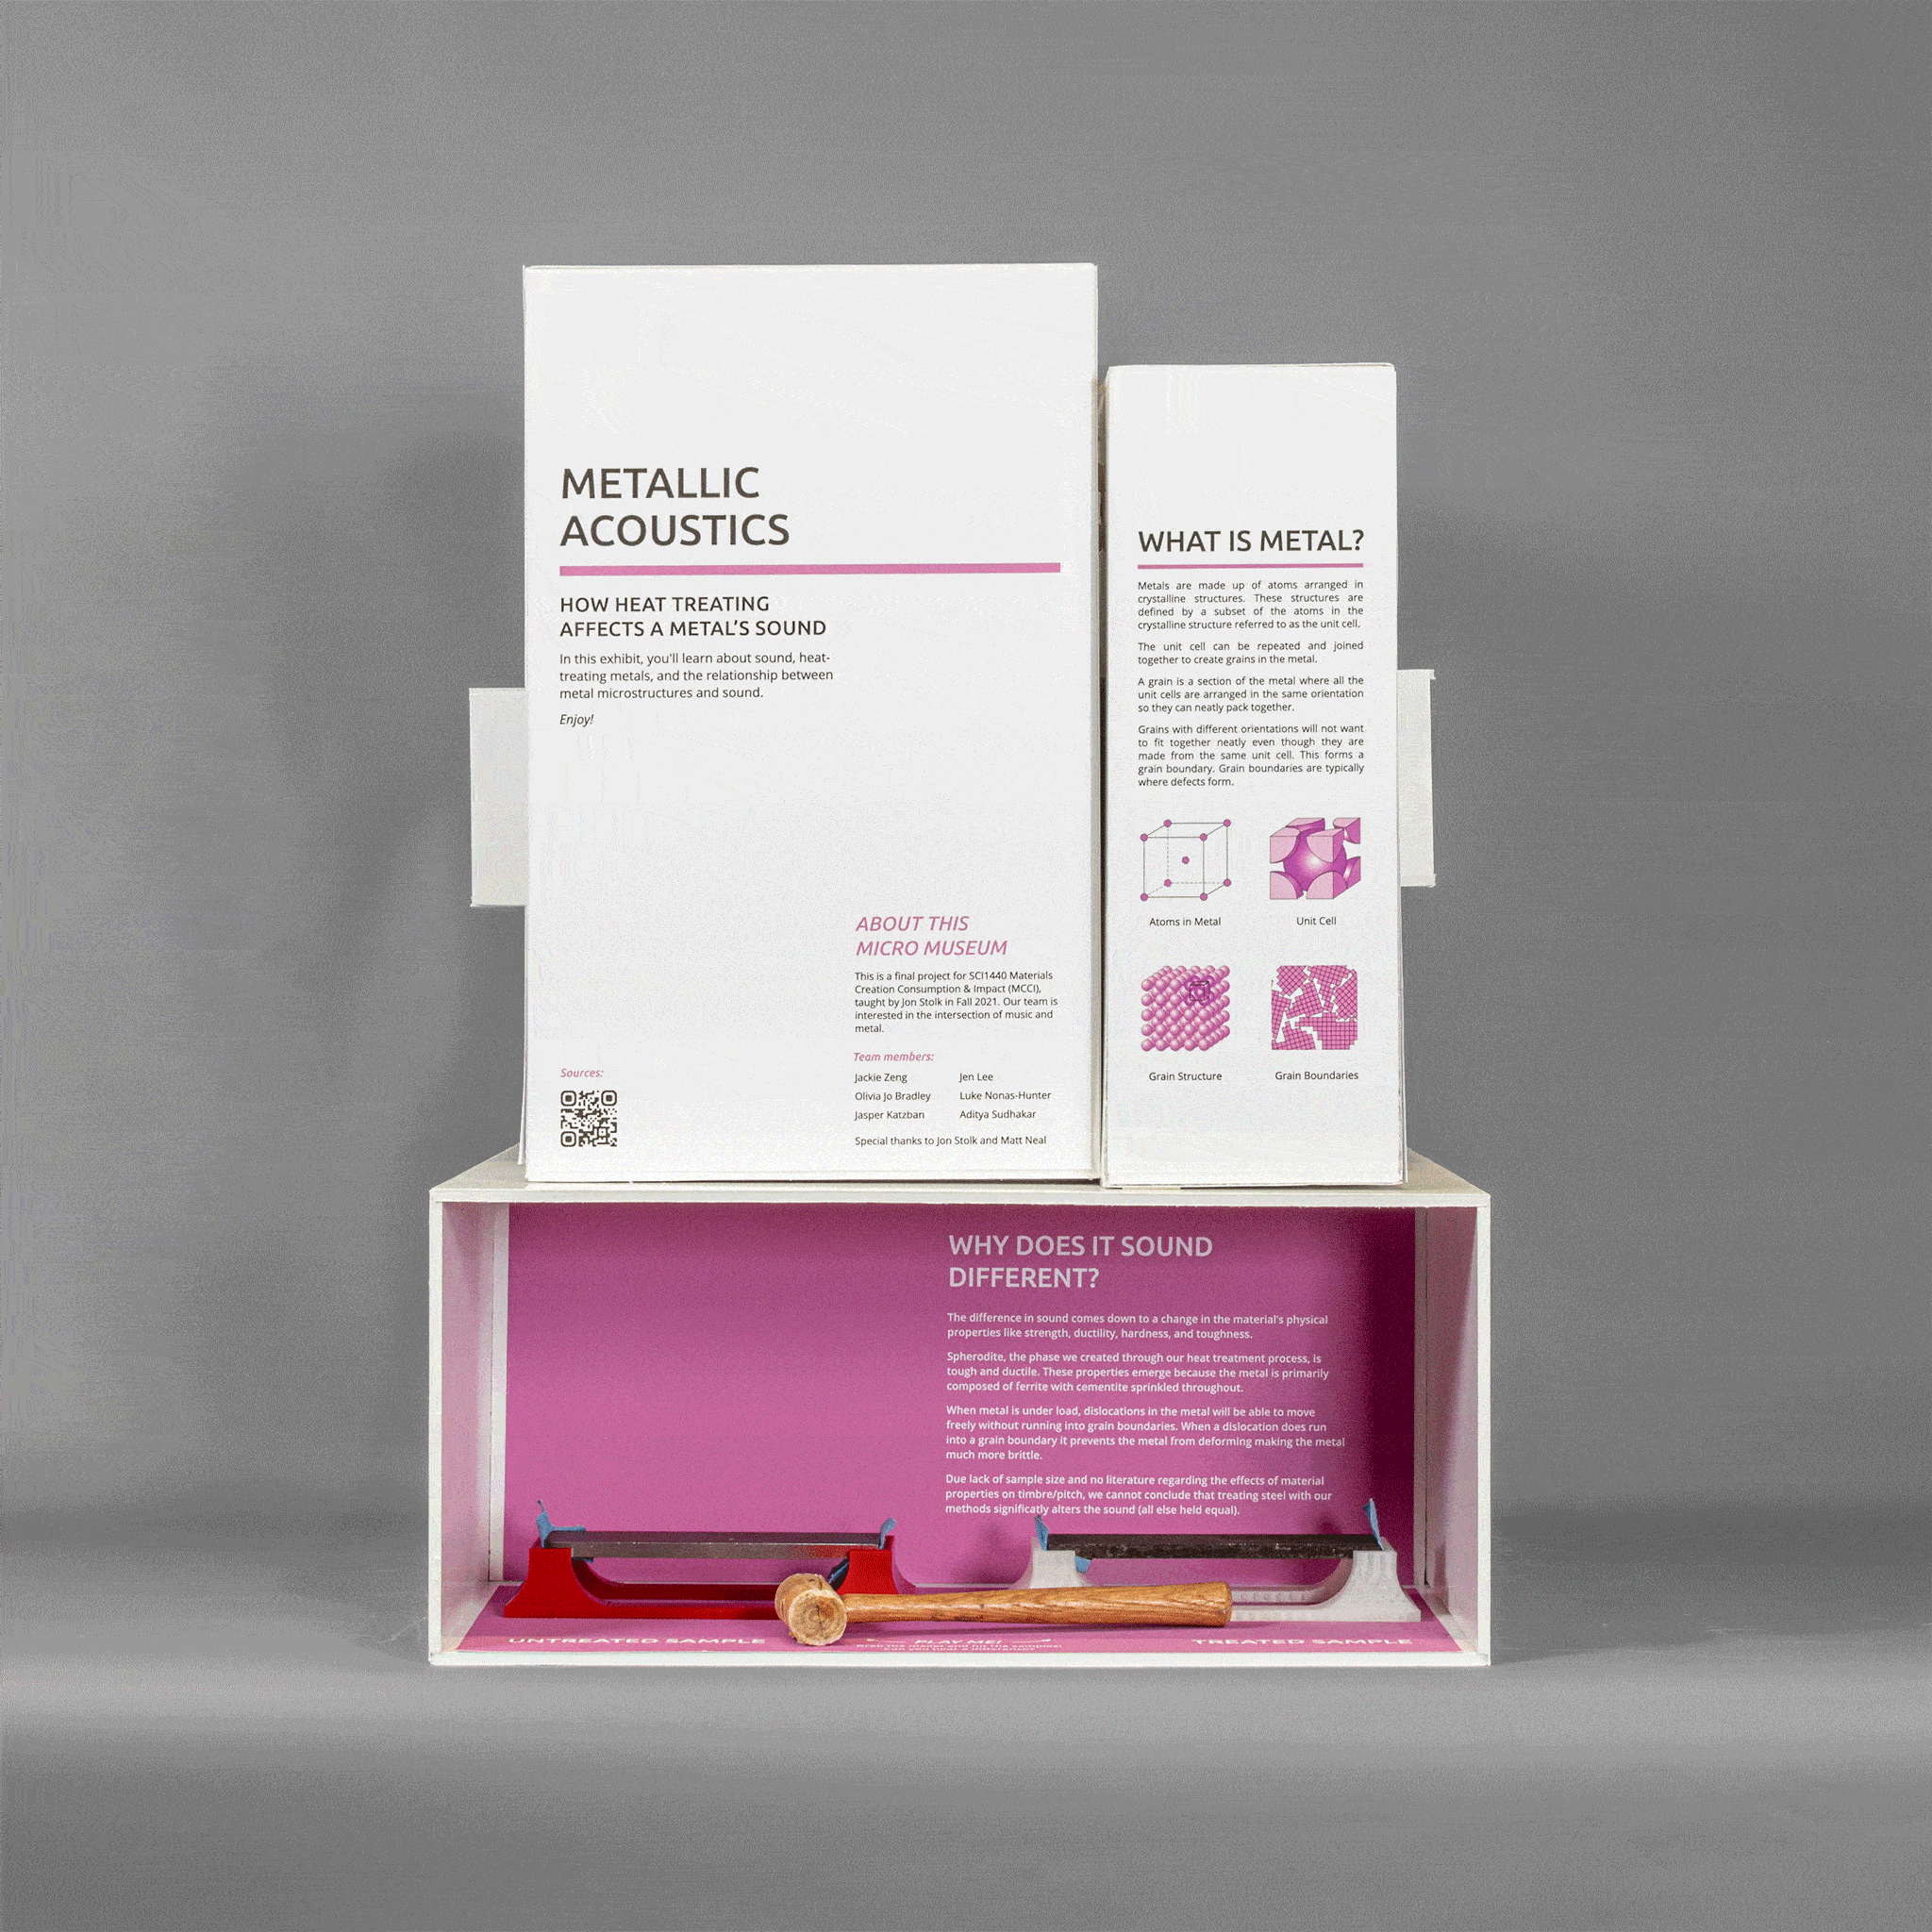 METALLIC
ACOUSTICS
HOW HEAT TREATING
AFFECTS A METAL'S SOUND
In this exhibit, you'll learn about sound, heat-
treating metals, and the relationship between
metal microstructures and sound.
Enjoy!
ABOUT THIS
MICRO MUSEUM
This is a final project for SCI1440 Materials
Creation Consumption & Impact (MCCI),
taught by Jon Stolk in Fall 2021. Our team is
interested in the intersection of music and
metal.
Team members:
Jackie Zeng Jen Lee
Olivia Jo Bradley Luke Nonas-Hunter
Jasper Katzban Aditya Sudhakar
Special thanks to Jon Stolk and Matt Neal
Sources:
WHAT IS METAL?
Metals are made up of atoms arranged in
crystalline structures. These structures are
defined by a subset of the atoms in the
crystalline structure referred to as the unit cell.
The unit cell can be repeated and joined
together to create grains in the metal.
A grain is a section of the metal where all the
unit cells are arranged in the same orientation
so they can neatly pack together.
Grains with different orientations will not want
to fit together neatly even though they are
made from the same unit cell. This forms a
grain boundary. Grain boundaries are typically
where defects form.
Atoms in Metal Unit Cell
Grain Structure Grain Boundaries
WHY DOES IT SOUND
DIFFERENT?
The difference in sound comes down to a change in the material's physical
properties like strength, ductility, hardness, and toughness.
Spherodite, the phase we created through our heat treatment process, is
tough and ductile. These properties emerge because the metal is primarily
composed of ferrite with cementite sprinkled throughout.
When metal is under load, dislocations in the metal will be able to move
freely without running into grain boundaries. When a dislocation does run
into a grain boundary it prevents the metal from deforming making the metal
much more brittle.
Due lack of sample size and no literature regarding the effects of material
properties on timbre/pitch, we cannot conclude that treating steel with our
methods significatly alters the sound (all else held equal).
UNTREATED SAMPLE PLAY ME! TREATED SAMPLE
can you hear a difference?